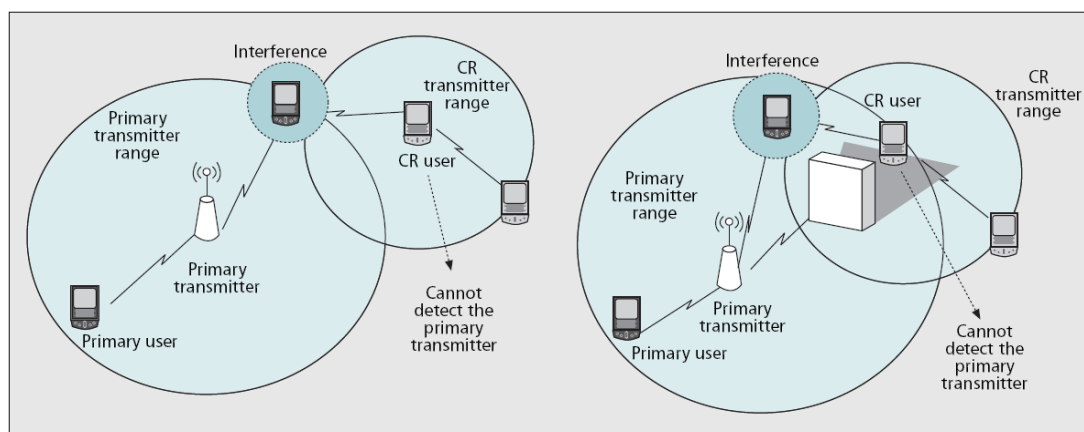 Interference
CR
transmitter
range
Primary
transmitter
range
CR user
Primary
transmitter
Primary user
Cannot
detect the
primary
transmitter
Interference
CR
transmitter
range
CR user
Primary
transmitter
range
Primary
transmitter
Primary user
Cannot
detect the
primary
transmitter